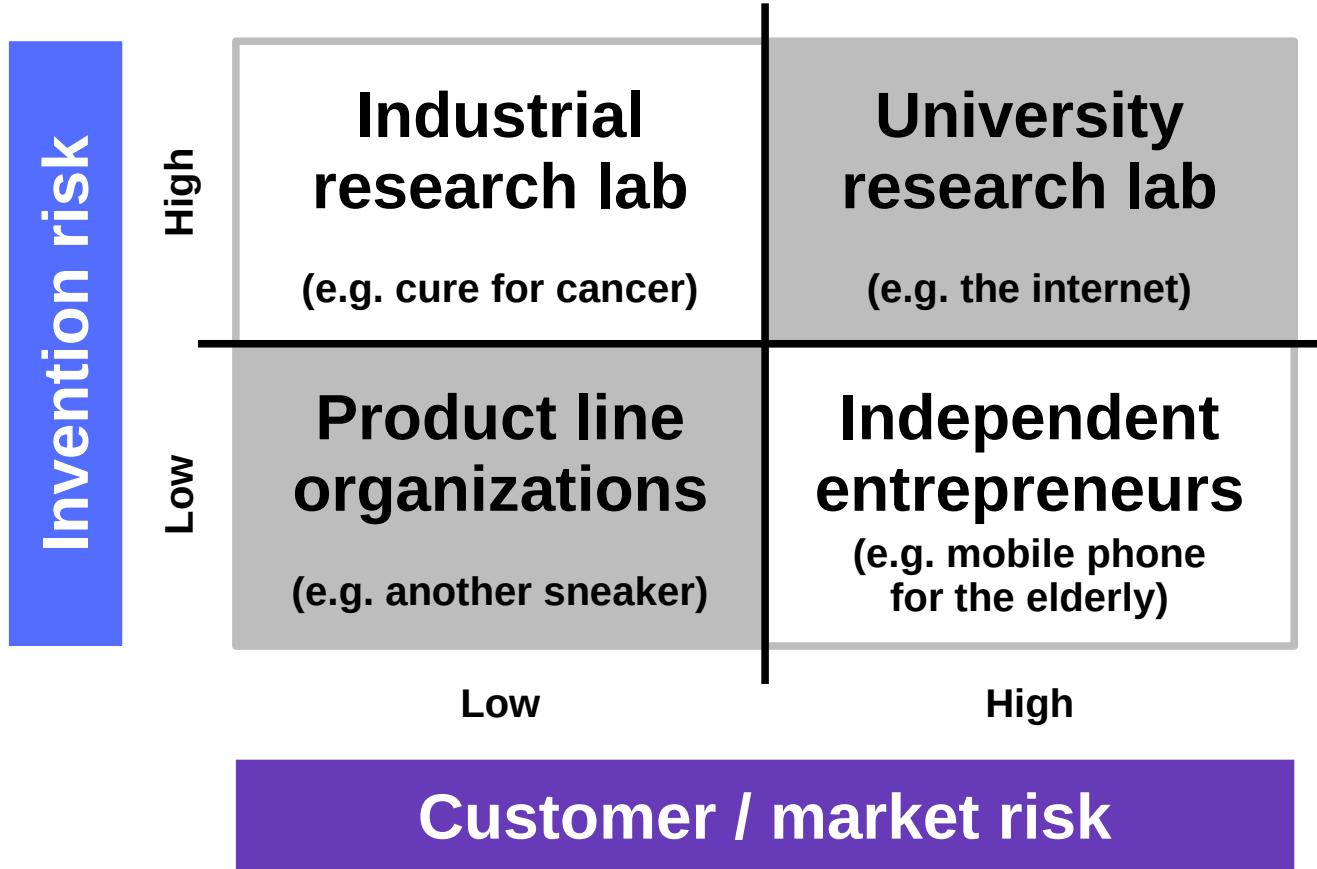 Invention risk
High
Industrial
research lab
(e.g. cure for cancer)
University
research lab
(e.g. the internet)
Low
Product line
organizations
(e.g. another sneaker)
Independent
entrepreneurs
(e.g. mobile phone
for the elderly)
Low
High
Customer / market risk